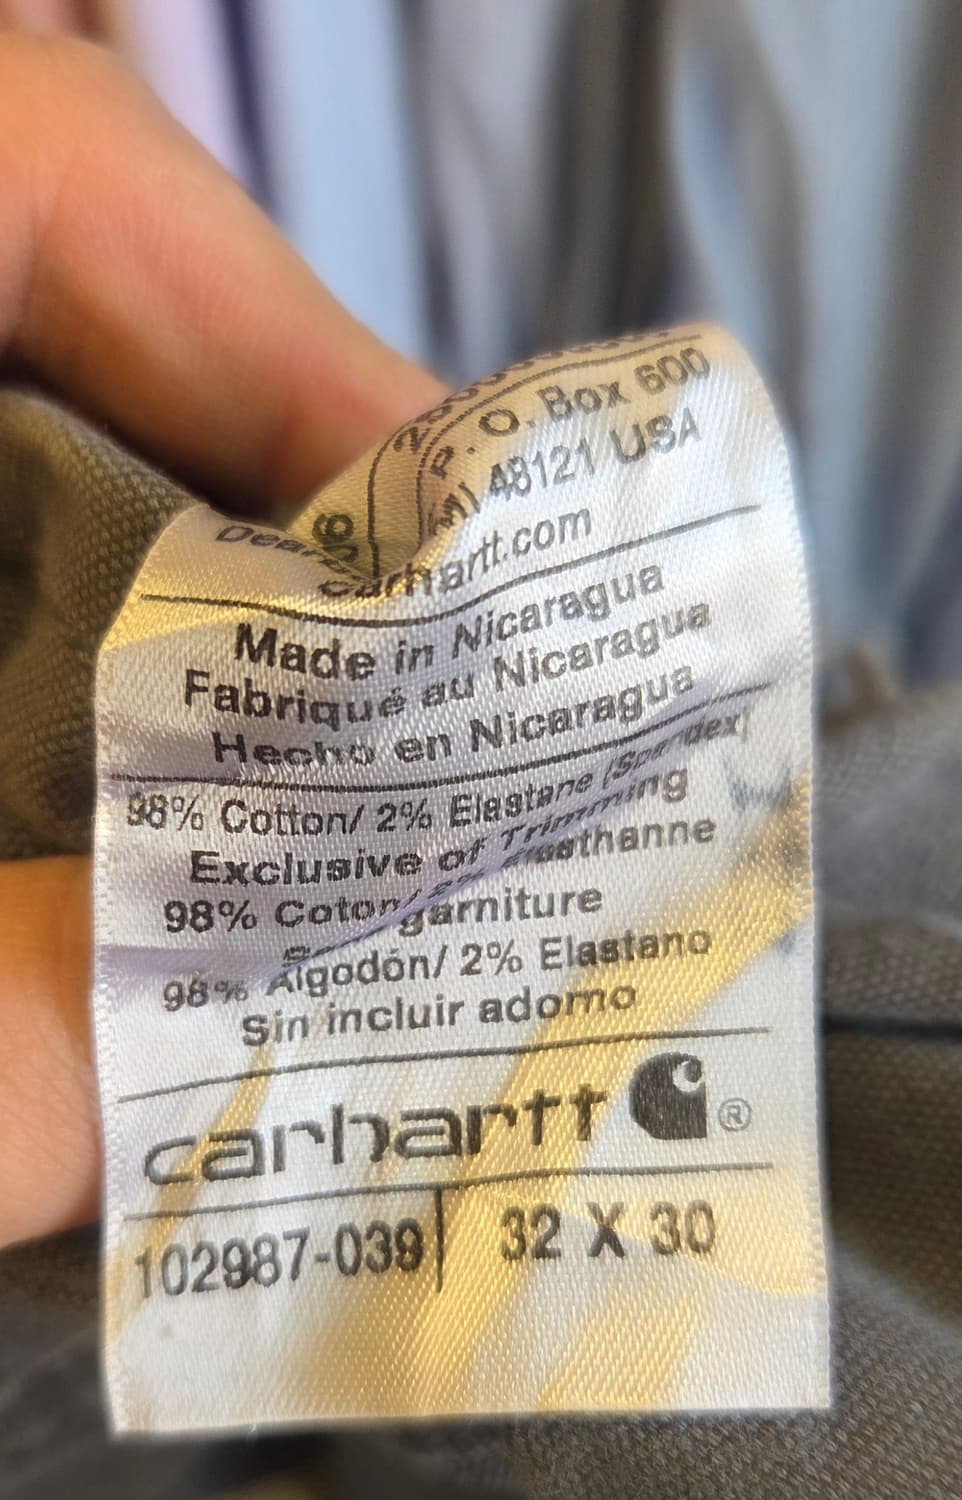 P. O. Box 600
48121 USA
carhartt.com
Made in Nicaragua
Fabriqué au Nicaragua
Hecho en Nicaragua
98% Cotton/ 2% Elastane (Spandex)
Exclusive of Trimming
98% Coton/
garniture
98% Algodón/ 2% Elastano
Sin incluir adorno
carhartt ®
102987-039 32 X 30